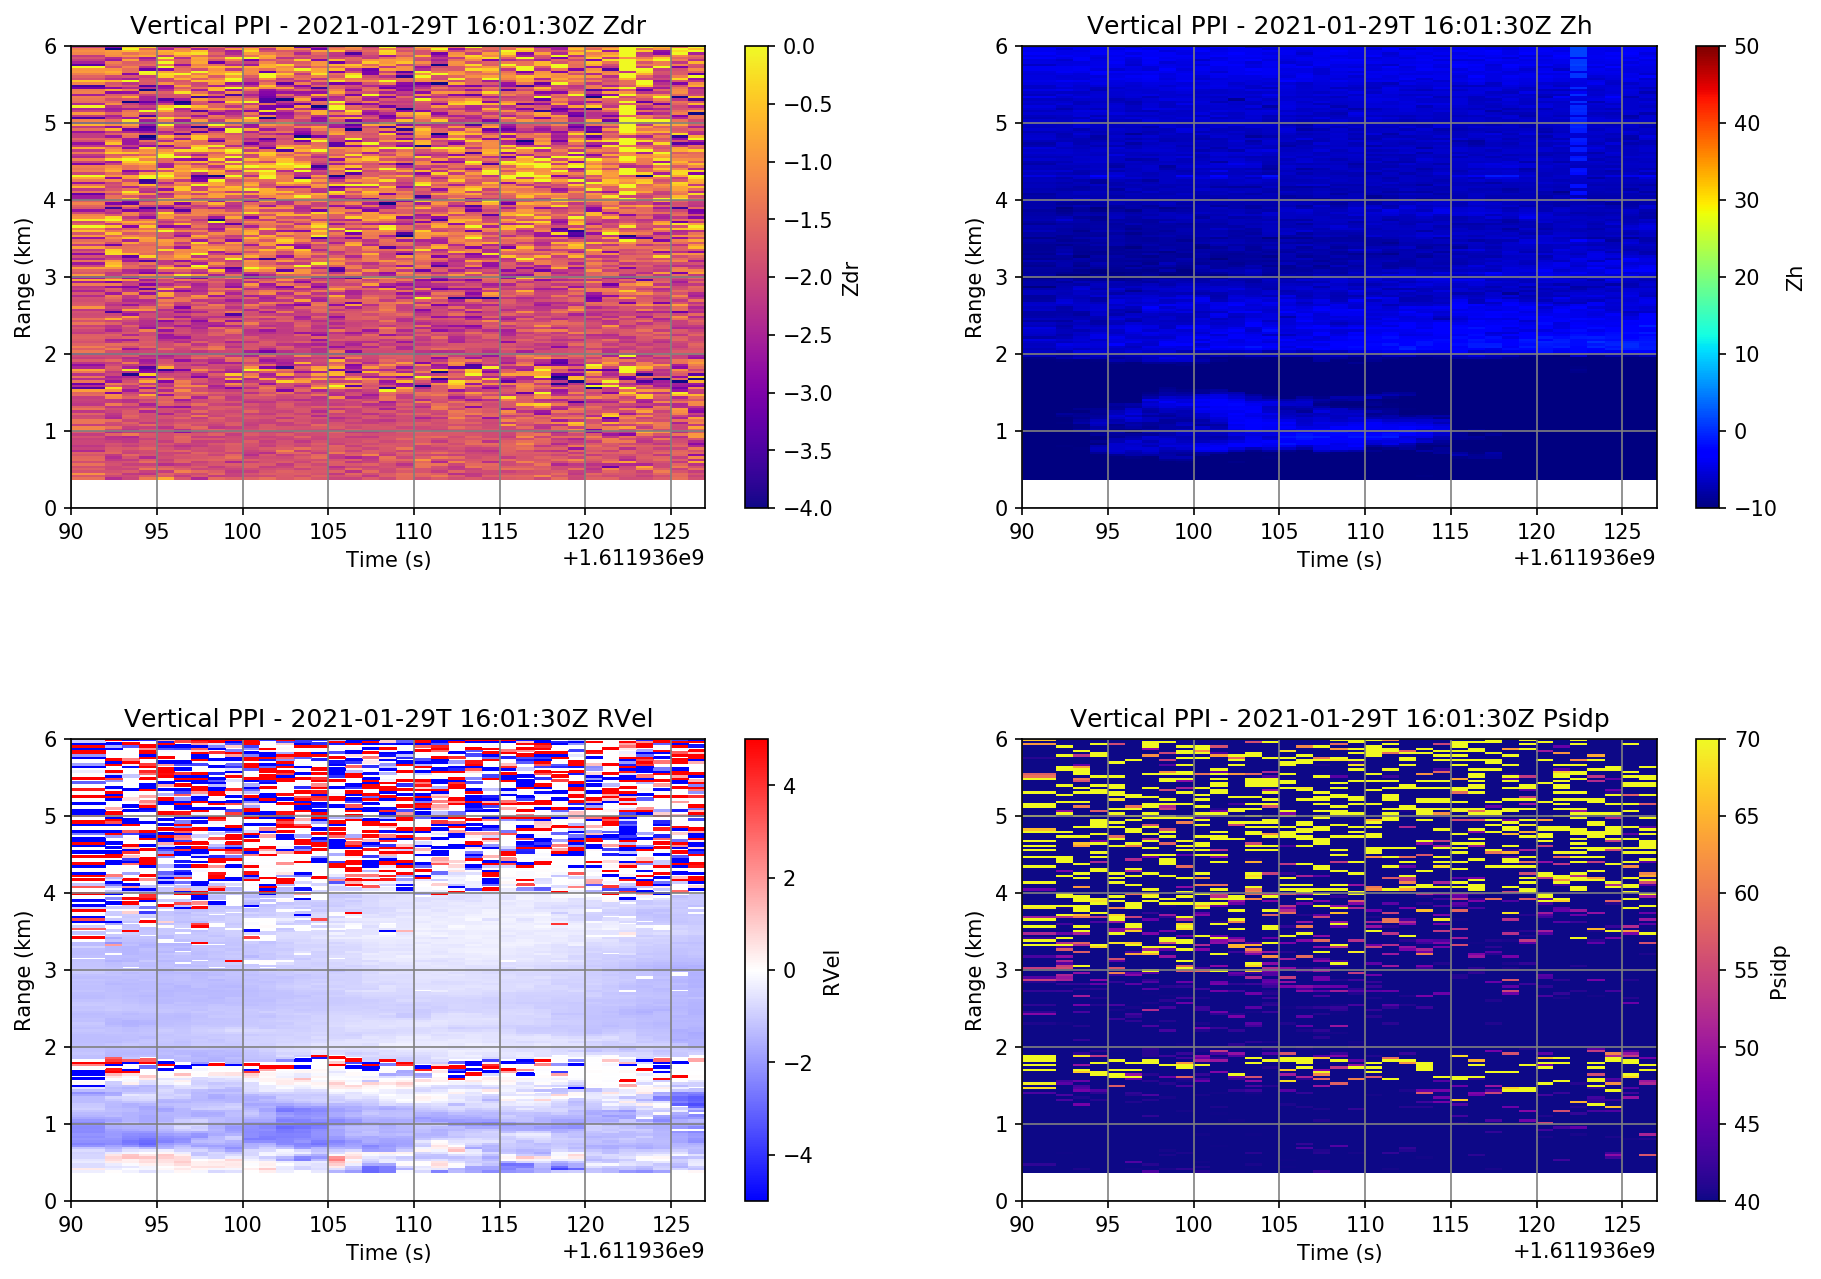 Vertical PPI - 2021-01-29T 16:01:30Z Zdr
6
5
4
3
2
1
0
Range (km)
90 95 100 105 110 115 120 125
Time (s)
+1.6111936e9
0.0
−0.5
−1.0
−1.5
−2.0
−2.5
−3.0
−3.5
−4.0
Zdr
Vertical PPI - 2021-01-29T 16:01:30Z Zh
6
5
4
3
2
1
0
Range (km)
90 95 100 105 110 115 120 125
Time (s)
+1.6111936e9
50
40
30
20
10
0
−10
Zh
Vertical PPI - 2021-01-29T 16:01:30Z RVel
6
5
4
3
2
1
0
Range (km)
90 95 100 105 110 115 120 125
Time (s)
+1.6111936e9
4
2
0
−2
−4
RVel
Vertical PPI - 2021-01-29T 16:01:30Z Psidp
6
5
4
3
2
1
0
Range (km)
90 95 100 105 110 115 120 125
Time (s)
+1.6111936e9
70
65
60
55
50
45
40
Psidp